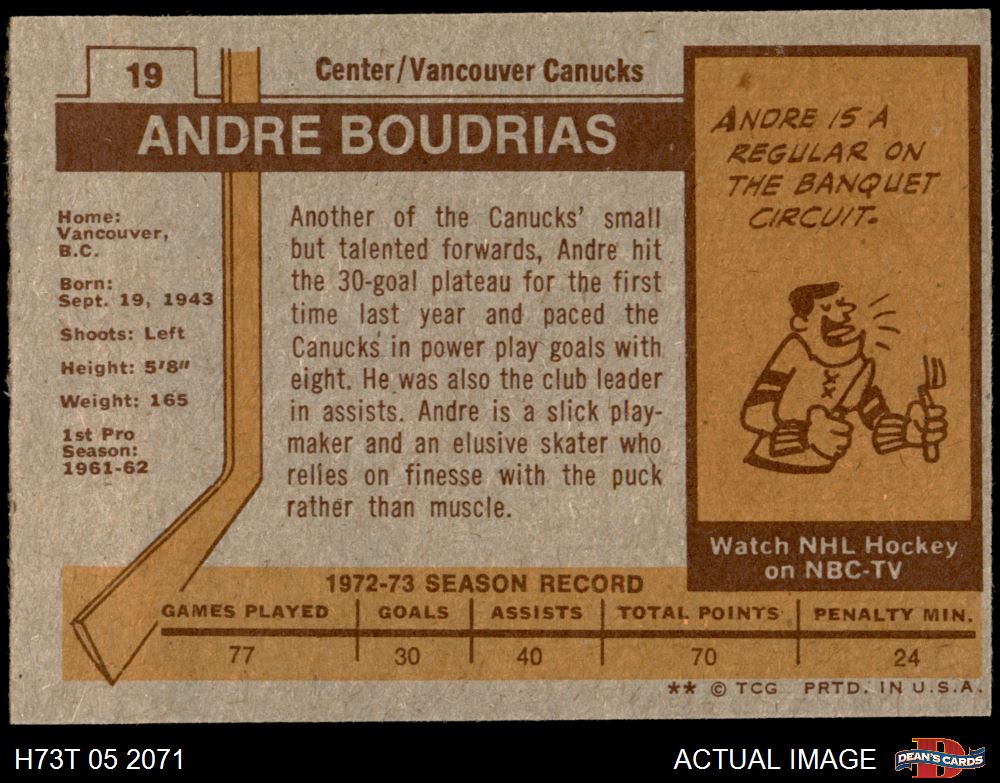 19
Center/Vancouver Canucks
ANDRE BOUDRIAS
Home:
Vancouver,
B.C.
Born:
Sept. 19, 1943
Shoots: Left
Height: 5'8"
Weight: 165
1st Pro
Season:
1961-62
Another of the Canucks' small
but talented forwards, Andre hit
the 30-goal plateau for the first
time last year and paced the
Canucks in power play goals with
eight. He was also the club leader
in assists. Andre is a slick play-
maker and an elusive skater who
relies on finesse with the puck
rather than muscle.
ANDRE IS A
REGULAR ON
THE BANQUET
CIRCUIT.
Watch NHL Hockey
on NBC-TV
1972-73 SEASON RECORD
GAMES PLAYED GOALS ASSISTS TOTAL POINTS PENALTY MIN.
77 30 40 70 24
** © TCG PRTD. IN U.S.A.
H73T 05 2071
ACTUAL IMAGE
D
DEAN'S CARDS